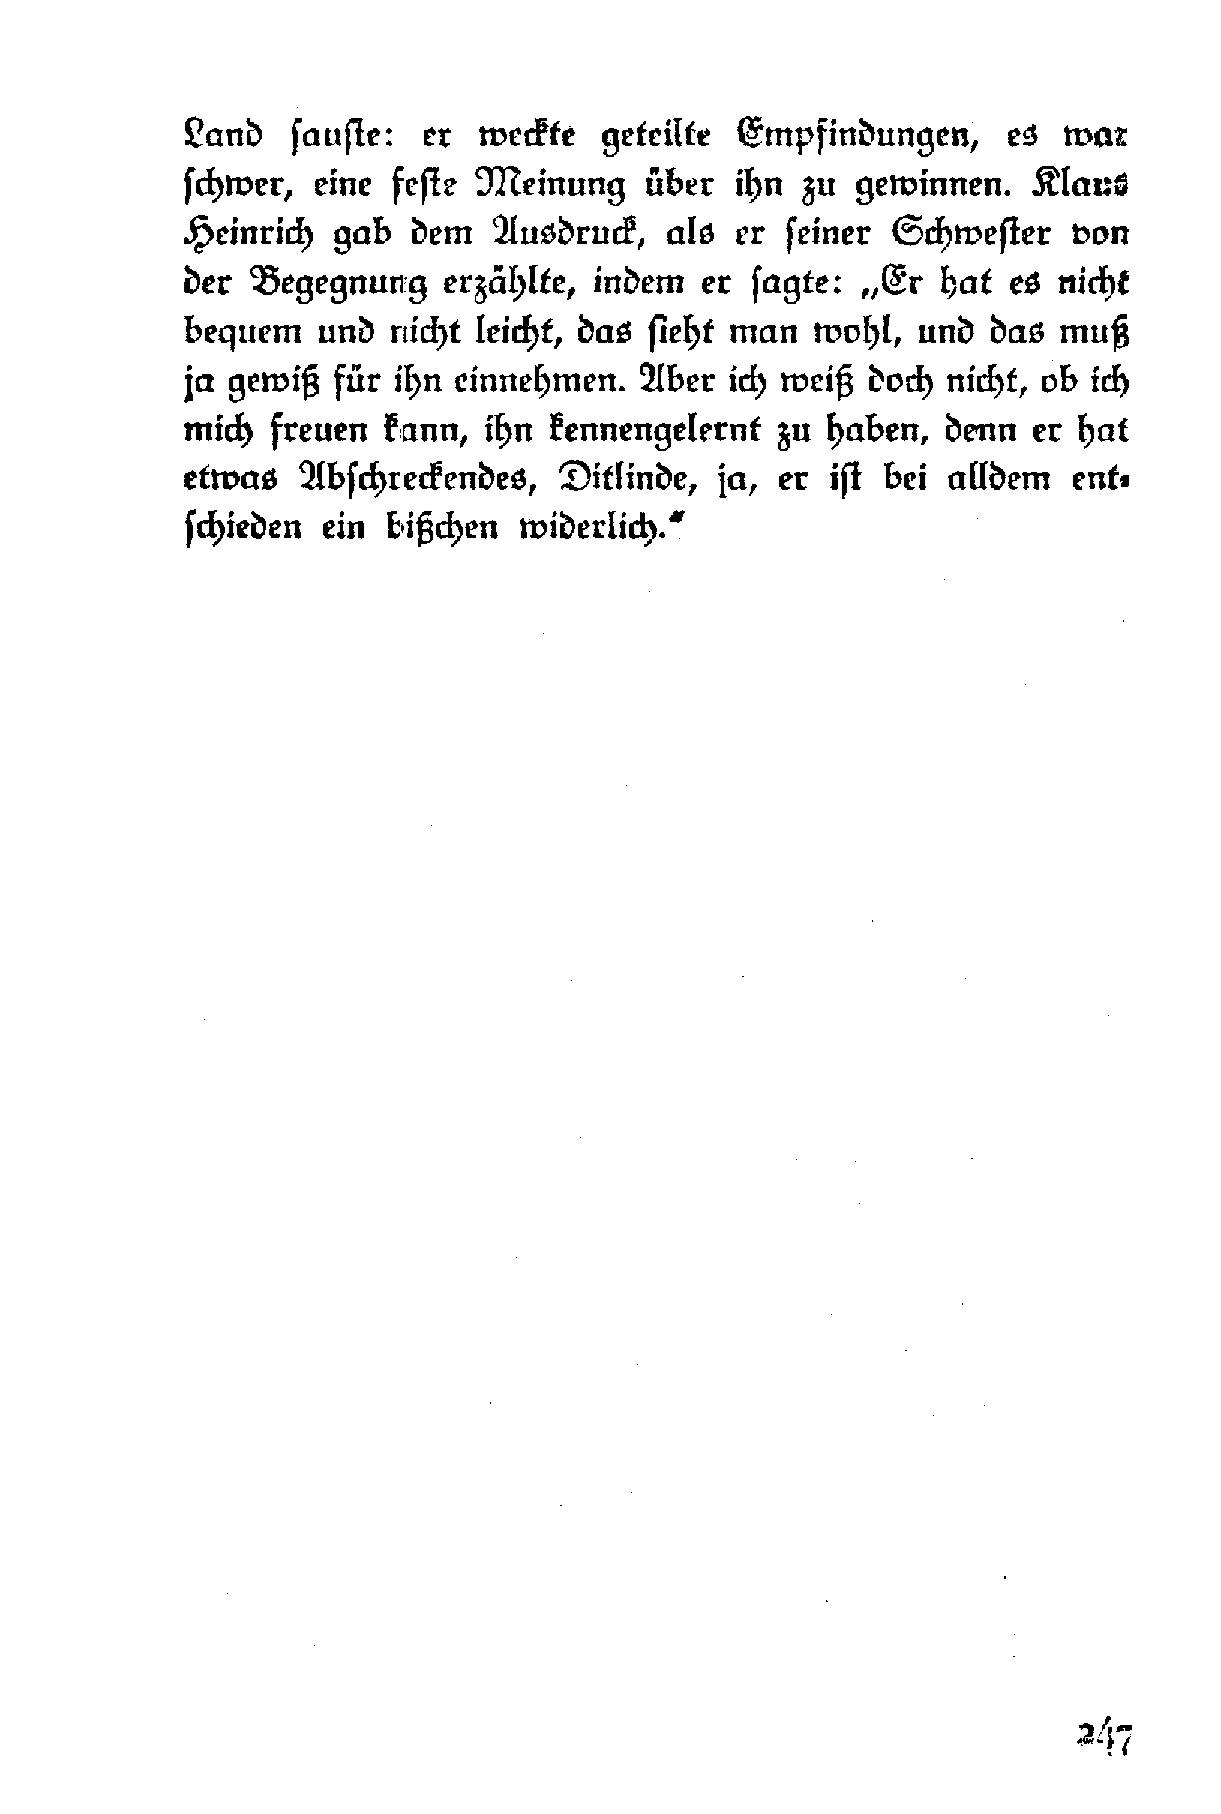 Land sauste: er weckte geteilte Empfindungen, es war
schwer, eine feste Meinung über ihn zu gewinnen. Klaus
Heinrich gab dem Ausdruck, als er seiner Schwester von
der Begegnung erzählte, indem er sagte: „Er hat es nicht
bequem und nicht leicht, das sieht man wohl, und das muß
ja gewiß für ihn einnehmen. Aber ich weiß doch nicht, ob ich
mich freuen kann, ihn kennengelernt zu haben, denn er hat
etwas Abschreckendes, Ditlinde, ja, er ist bei alldem ent-
schieden ein bißchen widerlich.“
247